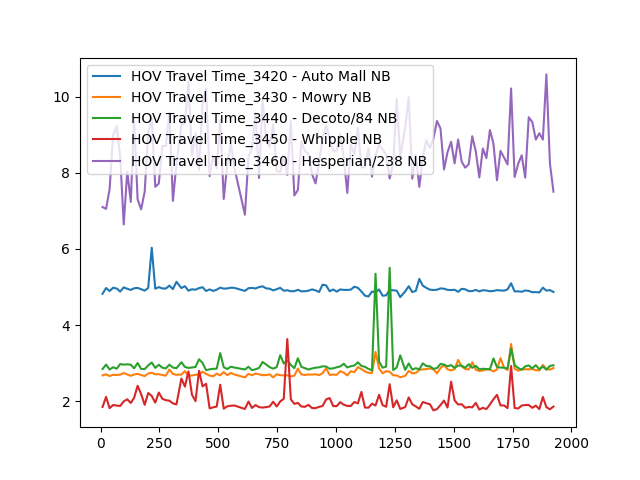 HOV Travel Time_3420 - Auto Mall NB
HOV Travel Time_3430 - Mowry NB
HOV Travel Time_3440 - Decoto/84 NB
HOV Travel Time_3450 - Whipple NB
HOV Travel Time_3460 - Hesperian/238 NB
10
8
6
4
2
0 250 500 750 1000 1250 1500 1750 2000